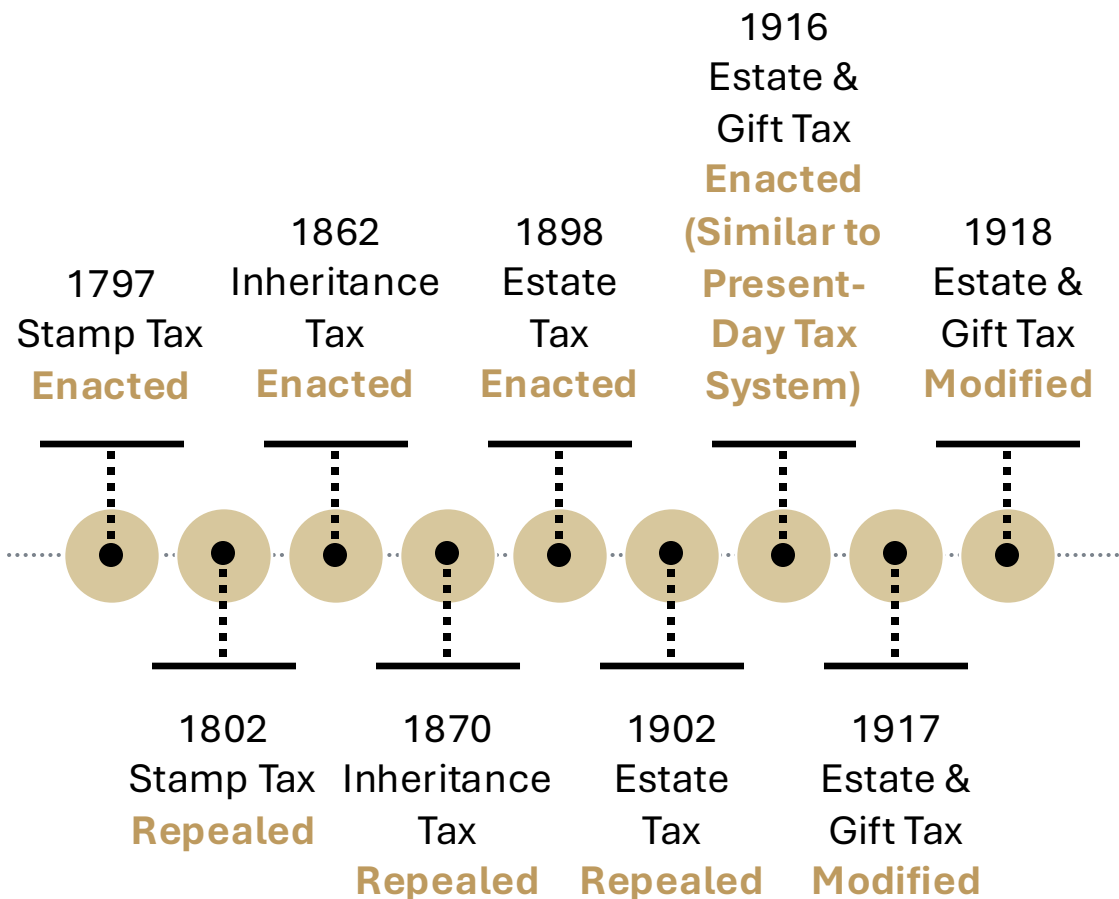 1797
Stamp Tax
Enacted
1802
Stamp Tax
Repealed
1862
Inheritance
Tax
Enacted
1870
Inheritance
Tax
Repealed
1898
Estate
Tax
Enacted
1902
Estate
Tax
Repealed
1916
Estate &
Gift Tax
Enacted
(Similar to
Present-
Day Tax
System)
1917
Estate &
Gift Tax
Modified
1918
Estate &
Gift Tax
Modified